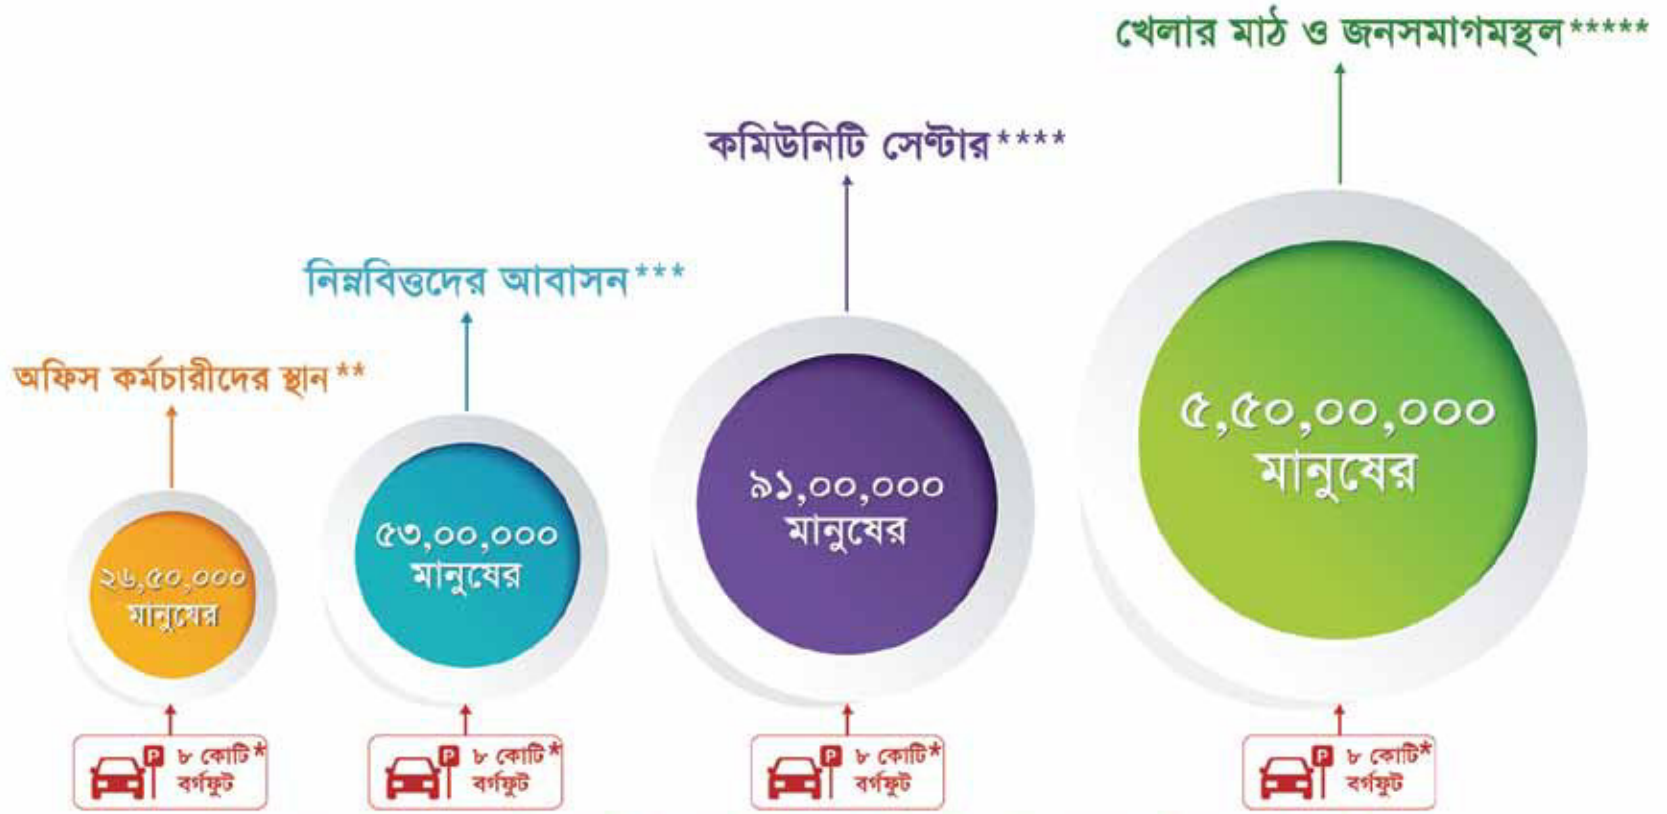 খেলার মাঠ ও জনসমাগমস্থল*****
কমিউনিটি সেণ্টার****
নিম্নবিত্তদের আবাসন***
অফিস কর্মচারীদের স্থান**
২৬,৫০,০০০
মানুষের
৫৩,০০,০০০
মানুষের
৯১,০০,০০০
মানুষের
৫,৫০,০০,০০০
মানুষের
P ৮ কোটি*
বর্গফুট
P ৮ কোটি*
বর্গফুট
P ৮ কোটি*
বর্গফুট
P ৮ কোটি*
বর্গফুট